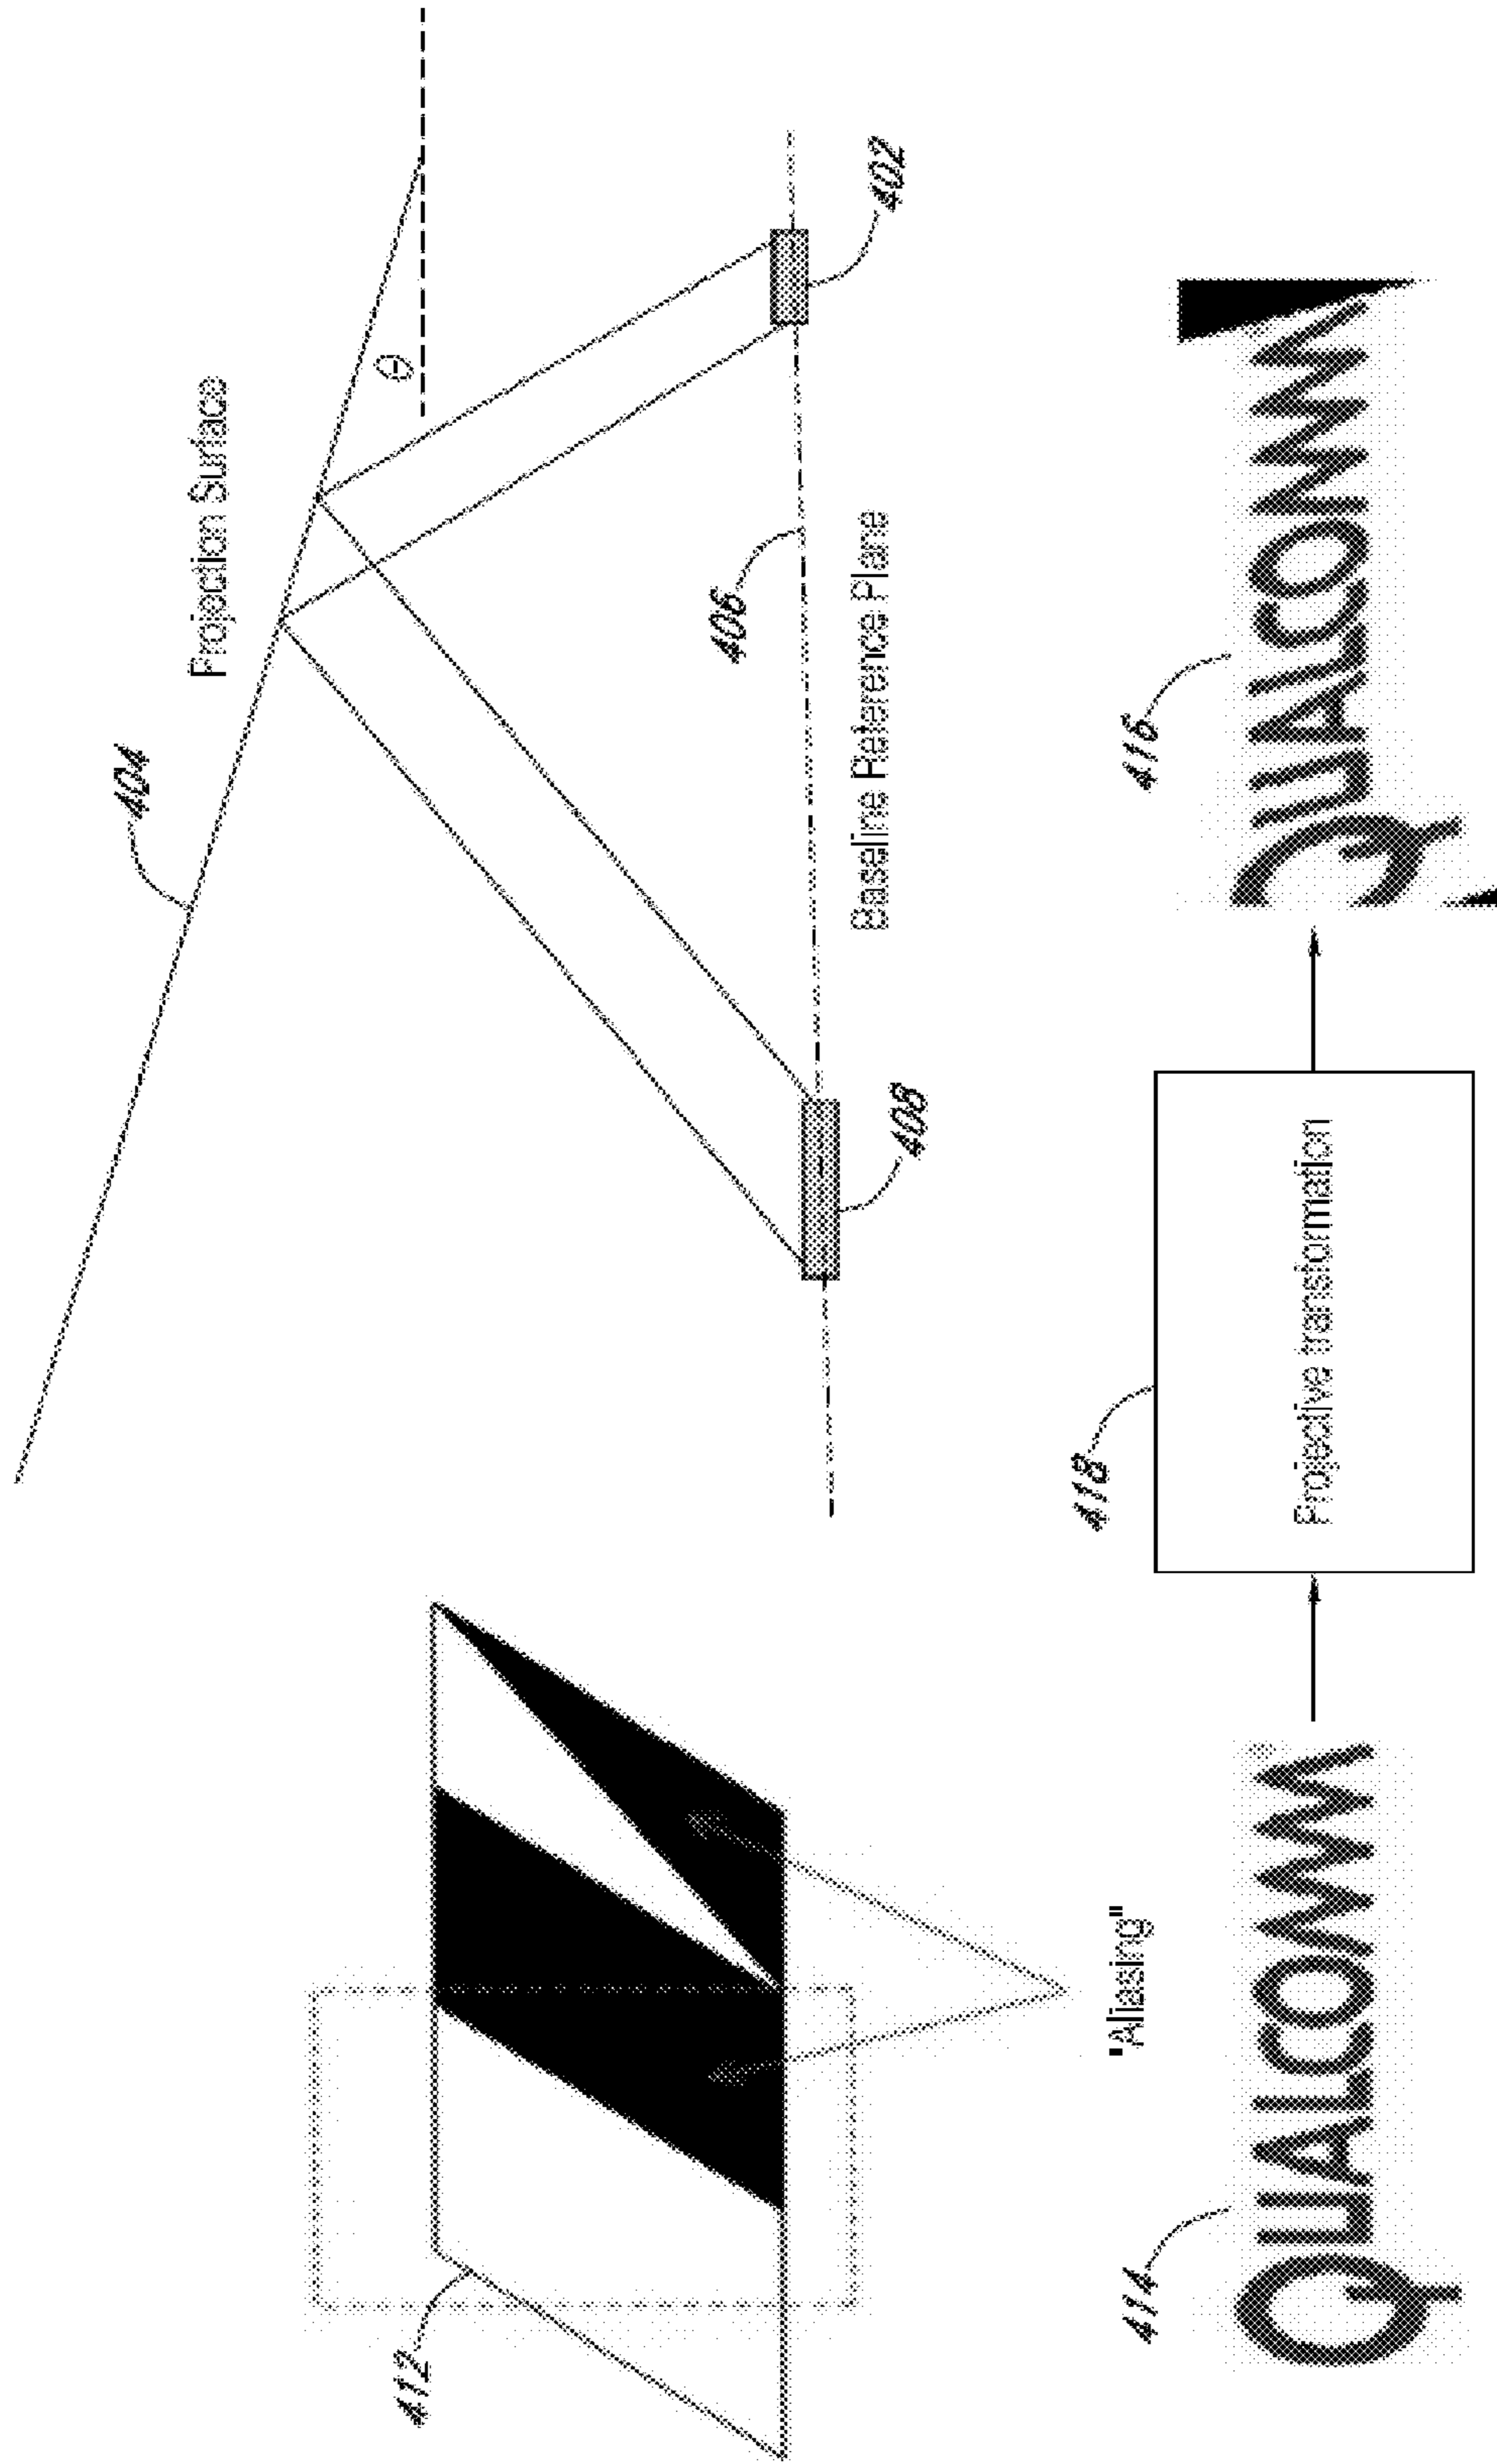 404
Projection Surface
θ
402
406
Baseline Reference Plane
408
412
"Aliasing"
414
QUALCOMM
418
Projective transformation
416
QUALCOMM